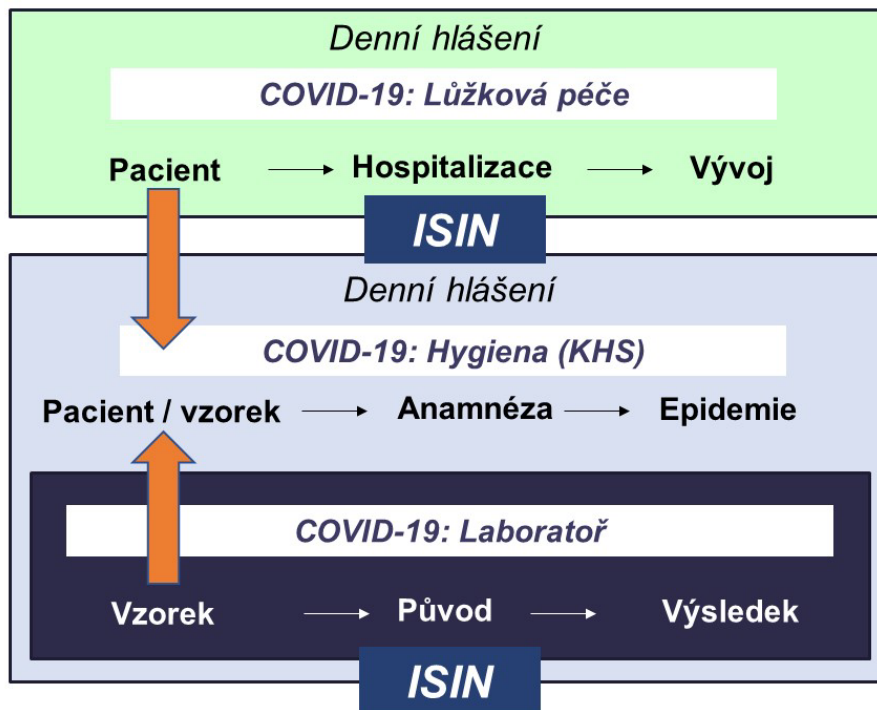 Denní hlášení
COVID-19: Lůžková péče
Pacient Hospitalizace Vývoj
ISIN
Denní hlášení
COVID-19: Hygiena (KHS)
Pacient / vzorek Anamnéza Epidemie
COVID-19: Laboratoř
Vzorek Původ Výsledek
ISIN